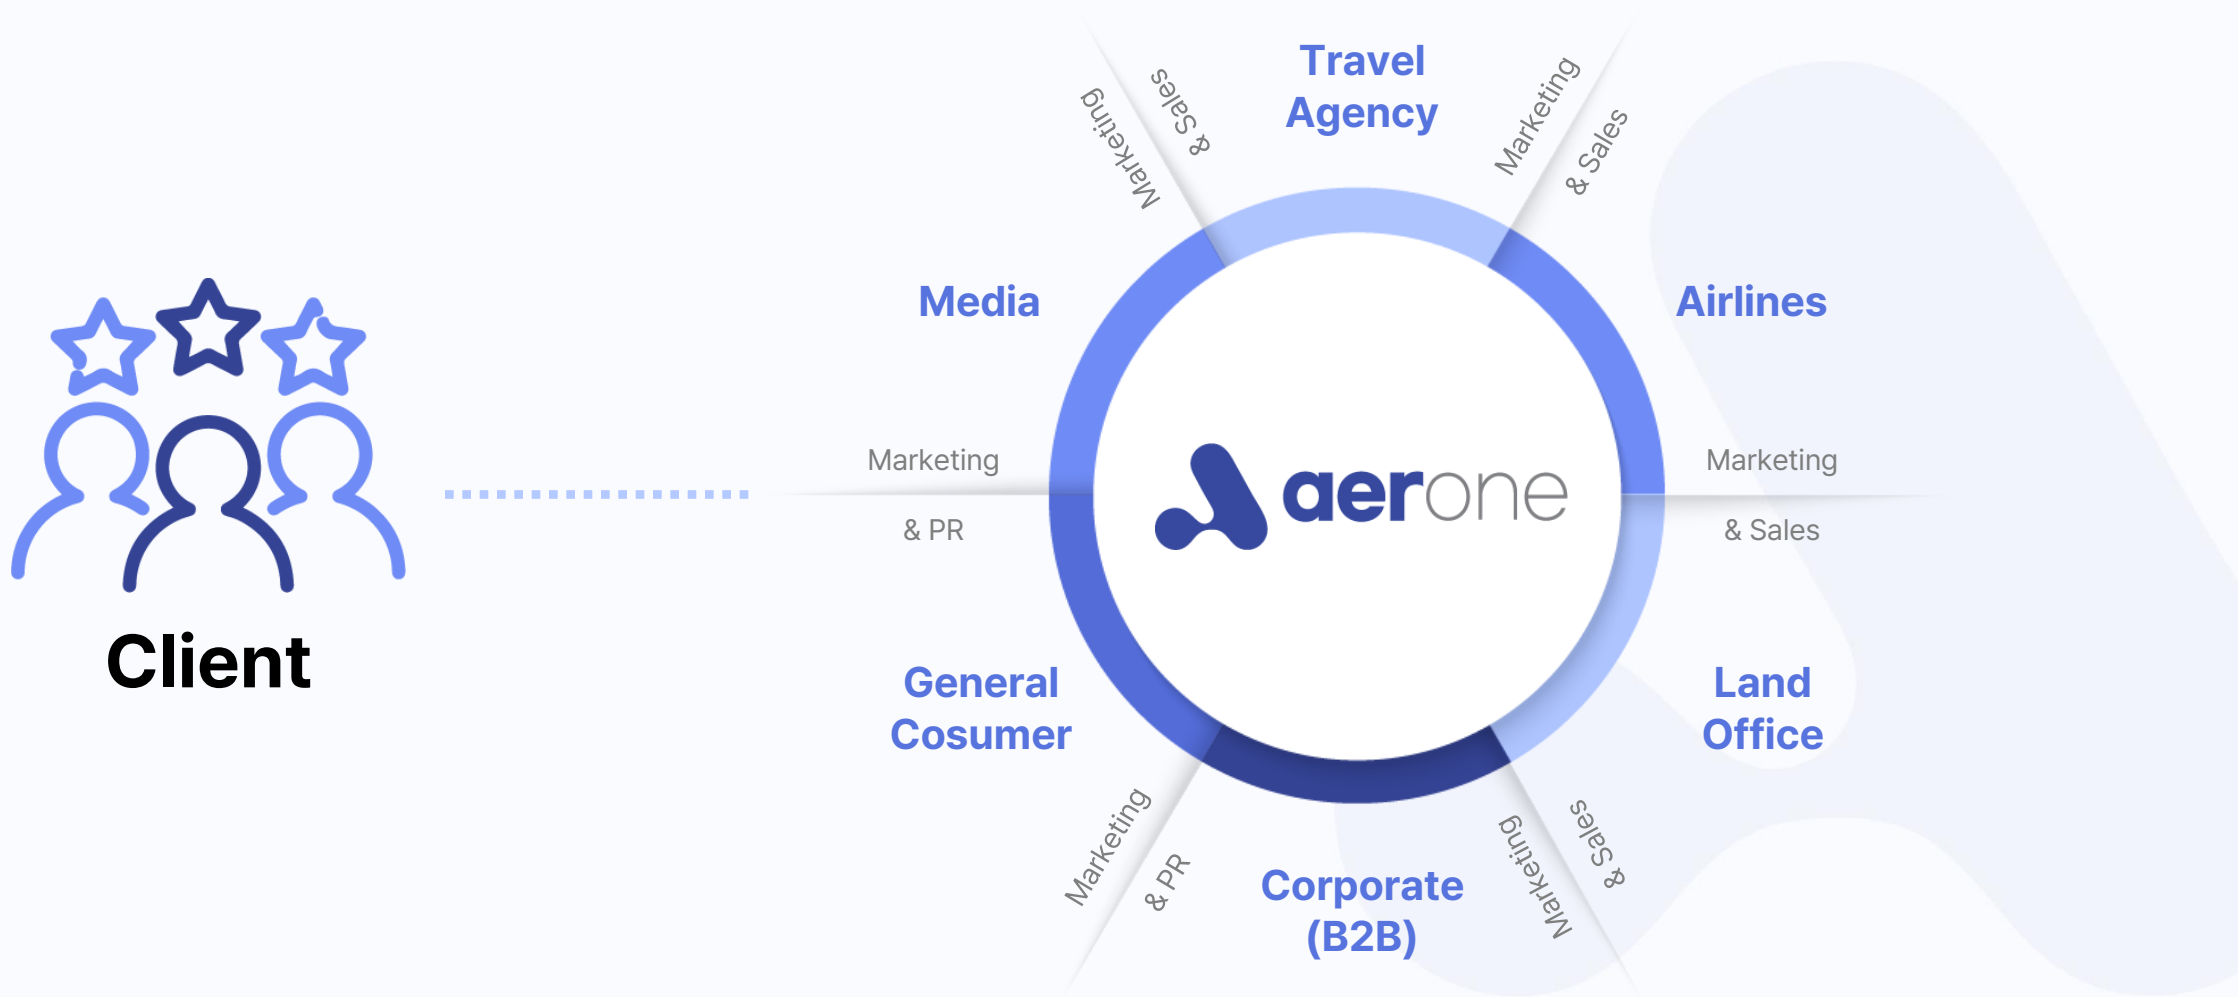 Client
Travel
Agency
Marketing
& Sales
Airlines
Marketing
& Sales
Land
Office
Marketing
& Sales
Corporate
(B2B)
Marketing
& PR
General
Cosumer
Marketing
& PR
Media
Marketing
& Sales
aerone